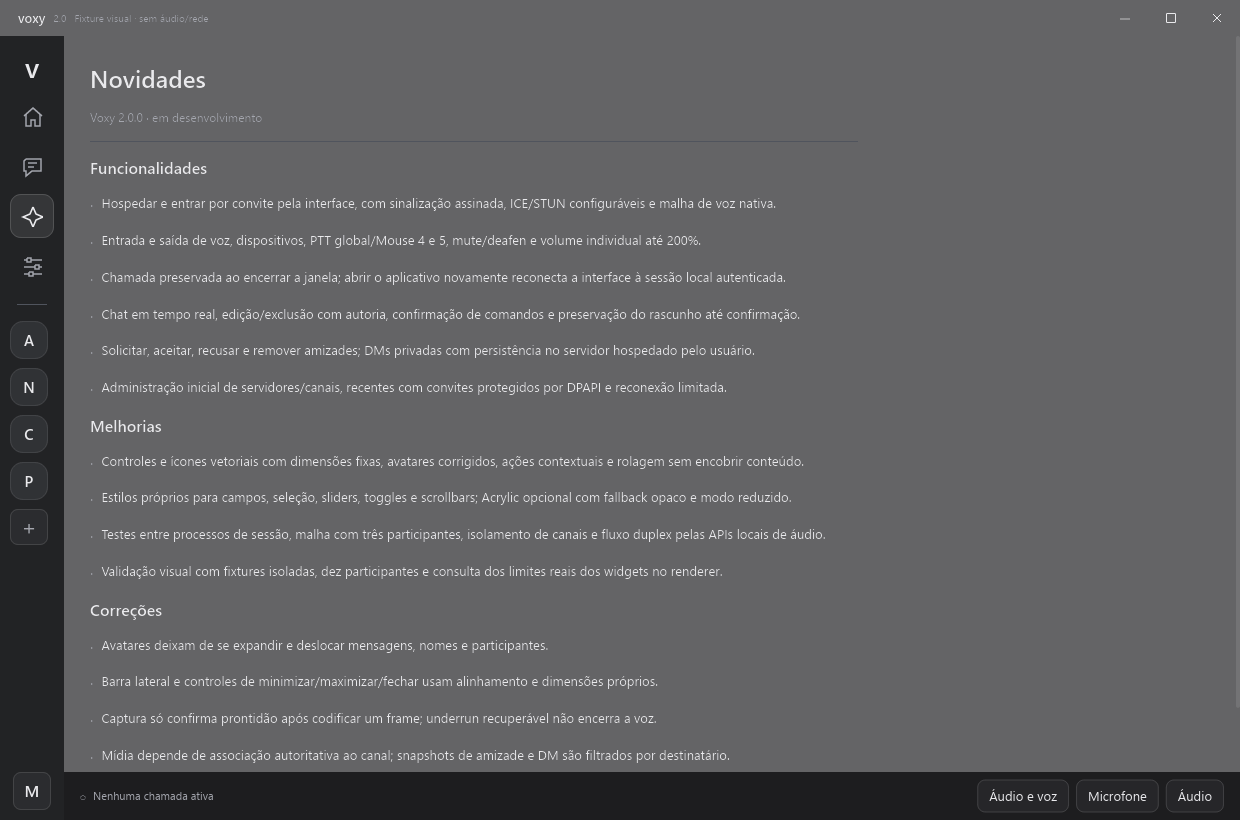 voxy 2.0 Fixture visual · sem áudio/rede
V
Novidades
Voxy 2.0.0 · em desenvolvimento
Funcionalidades
· Hospedar e entrar por convite pela interface, com sinalização assinada, ICE/STUN configuráveis e malha de voz nativa.
· Entrada e saída de voz, dispositivos, PTT global/Mouse 4 e 5, mute/deafen e volume individual até 200%.
· Chamada preservada ao encerrar a janela; abrir o aplicativo novamente reconecta a interface à sessão local autenticada.
· Chat em tempo real, edição/exclusão com autoria, confirmação de comandos e preservação do rascunho até confirmação.
· Solicitar, aceitar, recusar e remover amizades; DMs privadas com persistência no servidor hospedado pelo usuário.
· Administração inicial de servidores/canais, recentes com convites protegidos por DPAPI e reconexão limitada.
Melhorias
· Controles e ícones vetoriais com dimensões fixas, avatares corrigidos, ações contextuais e rolagem sem encobrir conteúdo.
· Estilos próprios para campos, seleção, sliders, toggles e scrollbars; Acrylic opcional com fallback opaco e modo reduzido.
· Testes entre processos de sessão, malha com três participantes, isolamento de canais e fluxo duplex pelas APIs locais de áudio.
· Validação visual com fixtures isoladas, dez participantes e consulta dos limites reais dos widgets no renderer.
Correções
· Avatares deixam de se expandir e deslocar mensagens, nomes e participantes.
· Barra lateral e controles de minimizar/maximizar/fechar usam alinhamento e dimensões próprios.
· Captura só confirma prontidão após codificar um frame; underrun recuperável não encerra a voz.
· Mídia depende de associação autoritativa ao canal; snapshots de amizade e DM são filtrados por destinatário.
A
N
C
P
+
M
Nenhuma chamada ativa
Áudio e voz
Microfone
Áudio